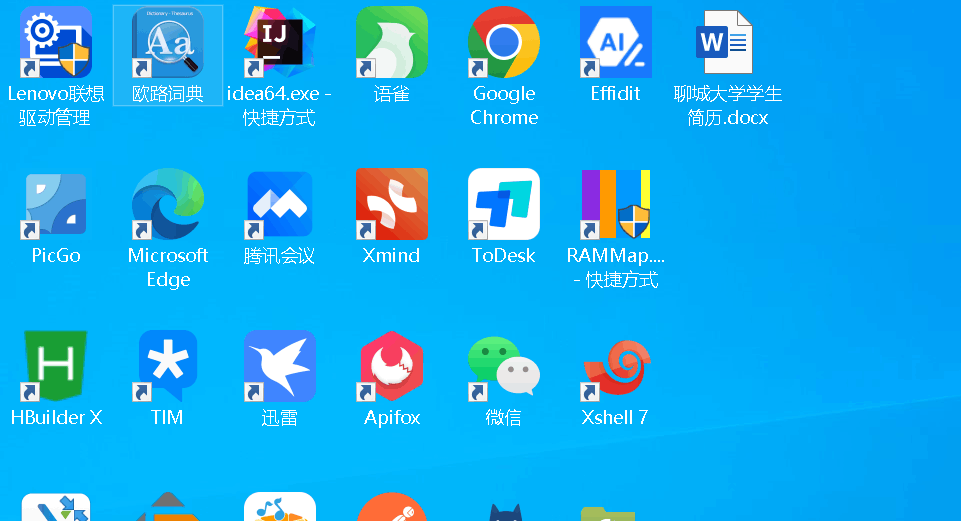 Dictionary · Thesaurus
Aa
IJ
AI
W
Lenovo联想
驱动管理
欧路词典
idea64.exe -
快捷方式
语雀
Google
Chrome
Effidit
聊城大学学生
简历.docx
PicGo
Microsoft
Edge
腾讯会议
Xmind
ToDesk
RAMMap....
- 快捷方式
H
HBuilder X
TIM
迅雷
Apifox
微信
Xshell 7